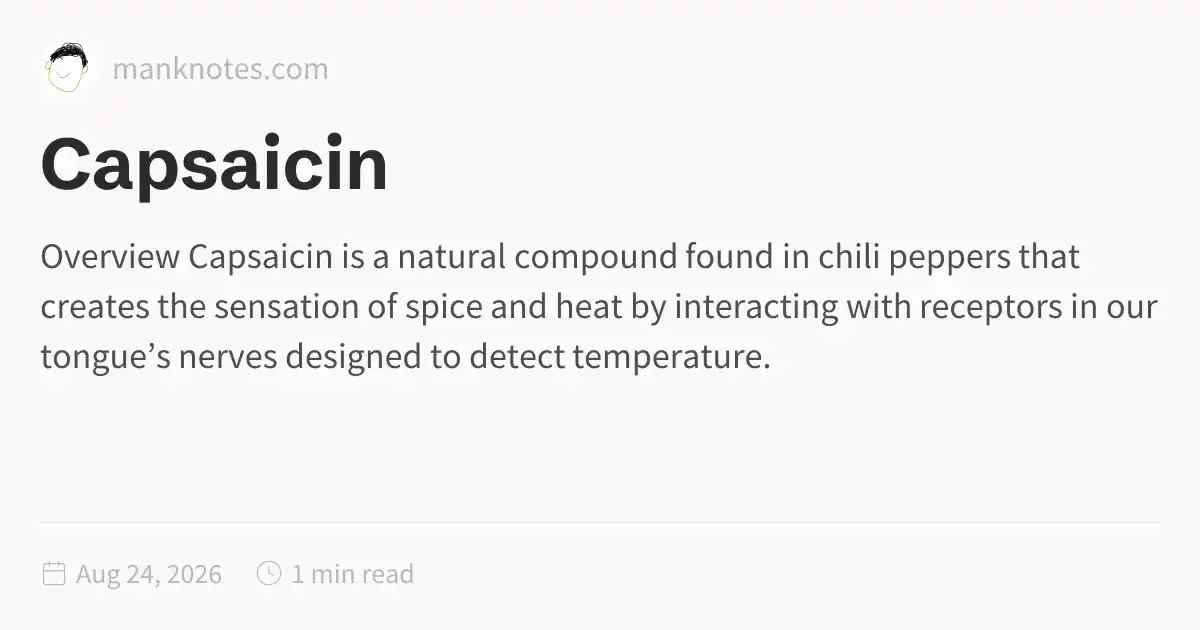 manknotes.com
Capsaicin
Overview Capsaicin is a natural compound found in chili peppers that
creates the sensation of spice and heat by interacting with receptors in our
tongue’s nerves designed to detect temperature.
Aug 24, 2026 1 min read